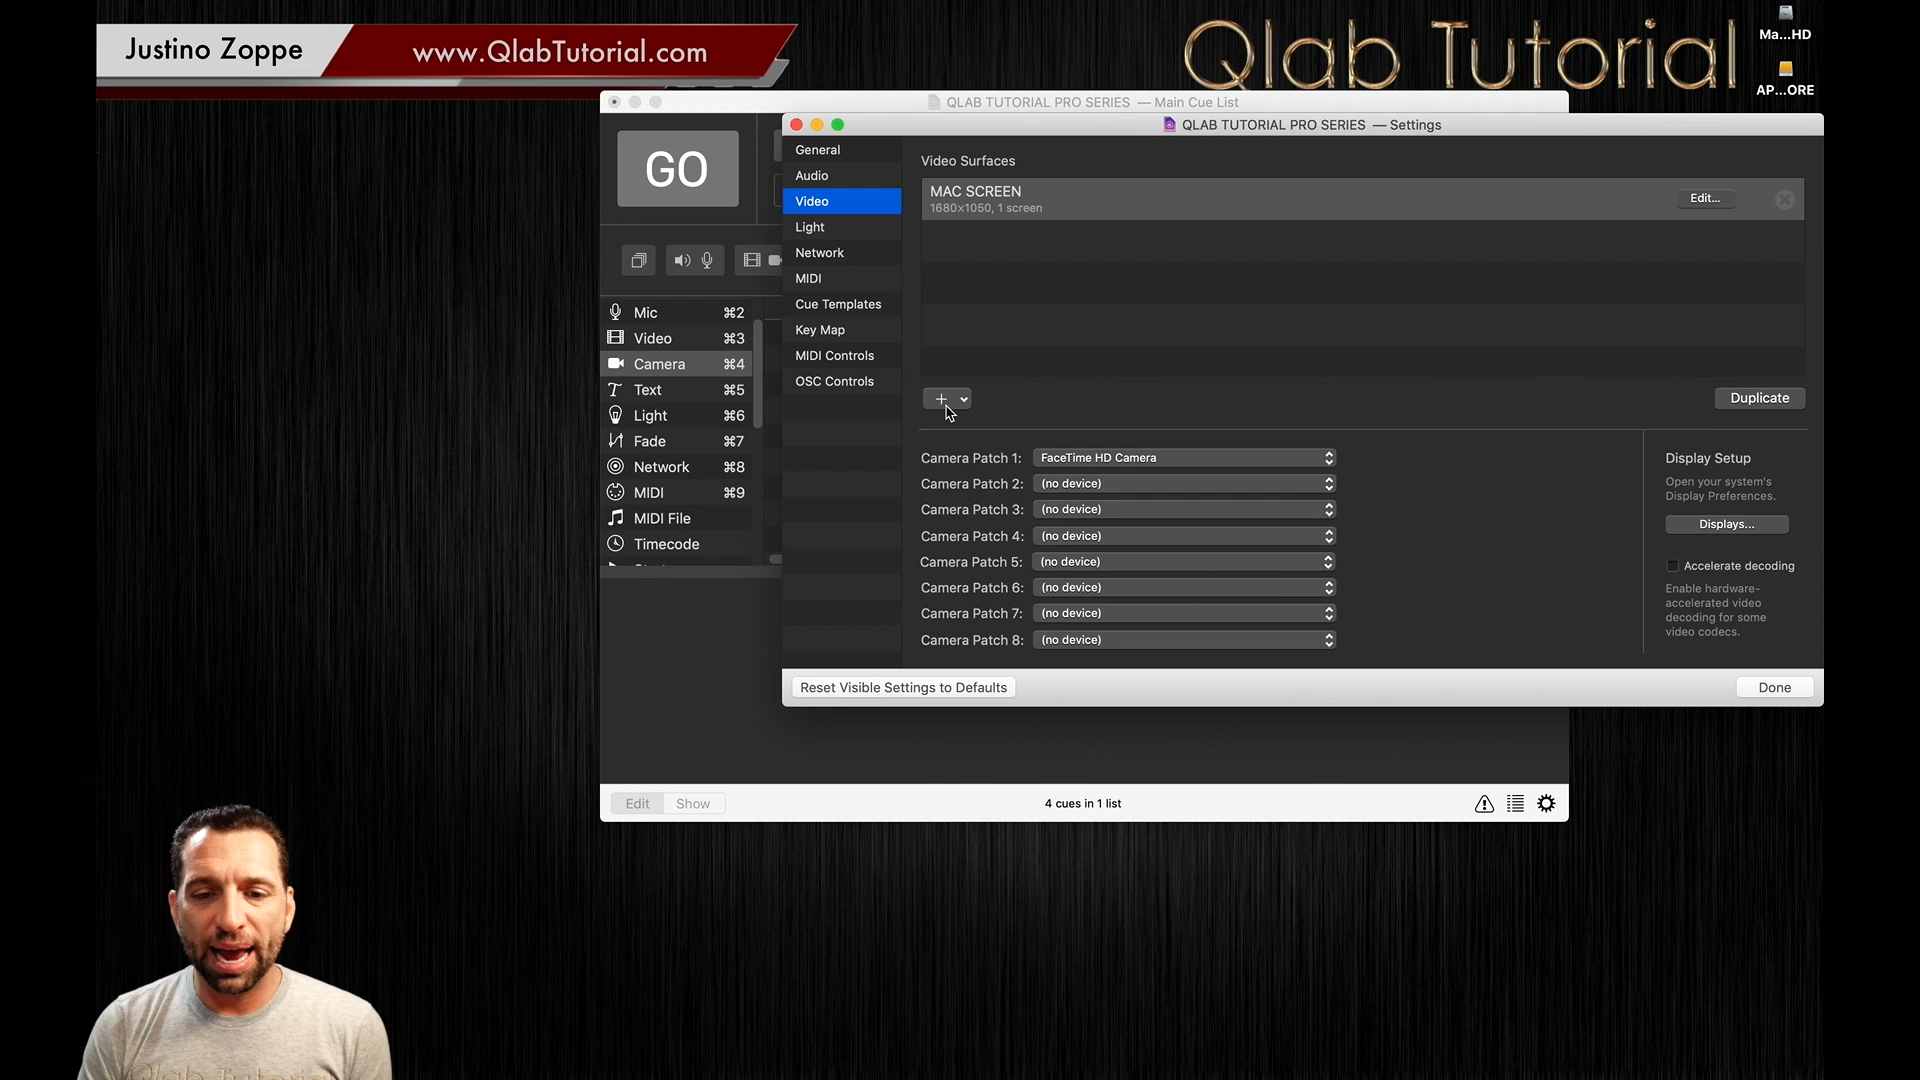 Justino Zoppe
www.QlabTutorial.com
Qlab Tutorial
Ma...HD
AP...ORE
QLAB TUTORIAL PRO SERIES — Main Cue List
QLAB TUTORIAL PRO SERIES — Settings
GO
Mic ⌘2
Video ⌘3
Camera ⌘4
Text ⌘5
Light ⌘6
Fade ⌘7
Network ⌘8
MIDI ⌘9
MIDI File
Timecode
General
Audio
Video
Light
Network
MIDI
Cue Templates
Key Map
MIDI Controls
OSC Controls
Video Surfaces
MAC SCREEN
1680×1050, 1 screen
Edit...
Duplicate
Camera Patch 1: FaceTime HD Camera
Camera Patch 2: (no device)
Camera Patch 3: (no device)
Camera Patch 4: (no device)
Camera Patch 5: (no device)
Camera Patch 6: (no device)
Camera Patch 7: (no device)
Camera Patch 8: (no device)
Display Setup
Open your system's
Display Preferences.
Displays...
Accelerate decoding
Enable hardware-
accelerated video
decoding for some
video codecs.
Reset Visible Settings to Defaults
Done
Edit
Show
4 cues in 1 list
Qlab Tutorial